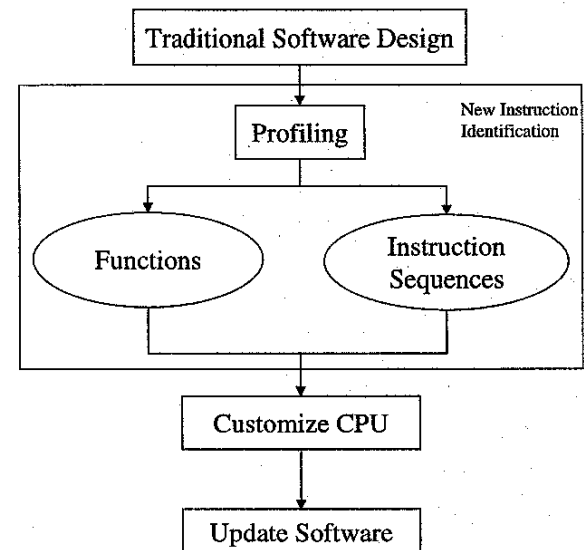 Traditional Software Design
New Instruction
Identification
Profiling
Functions
Instruction
Sequences
Customize CPU
Update Software